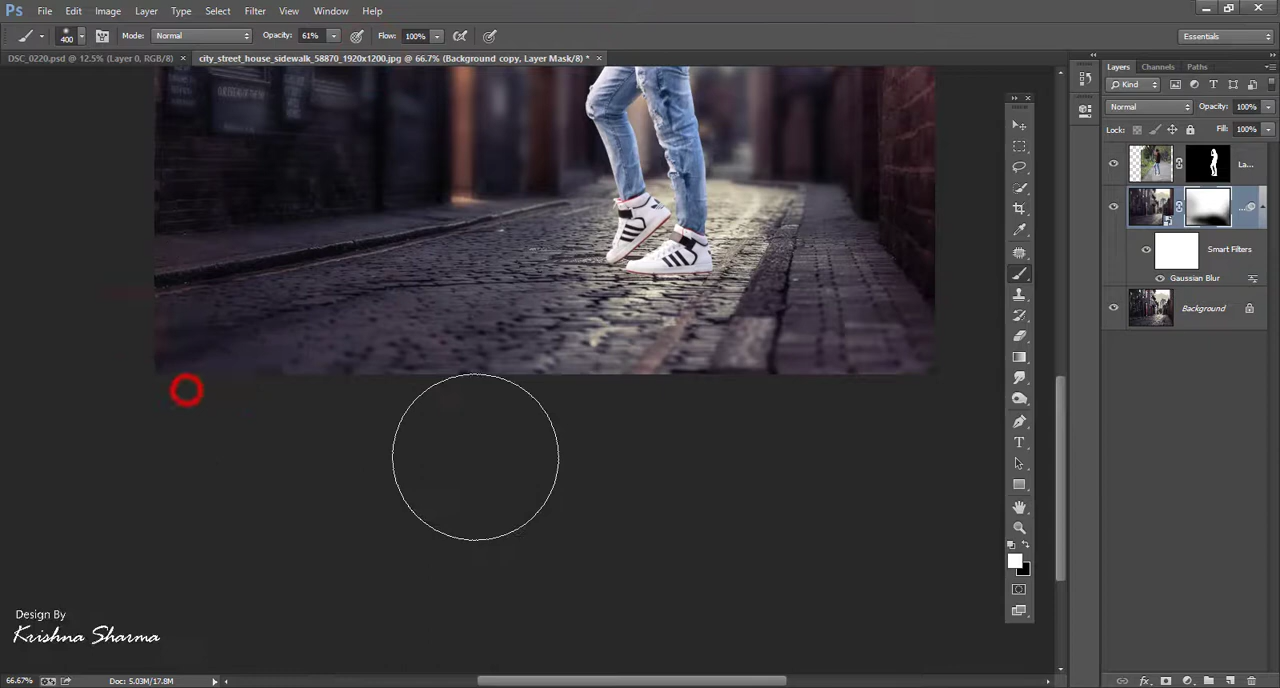 Ps File Edit Image Layer Type Select Filter View Window Help
400 Mode: Normal Opacity: 61% Flow: 100% Essentials
DSC_0220.psd @ 12.5% (Layer 0, RGB/8) × city_street_house_sidewalk_58870_1920x1200.jpg @ 66.7% (Background copy, Layer Mask/8) * ×
Layers Channels Paths
Kind
Normal Opacity: 100%
Lock: Fill: 100%
La...
...
Smart Filters
Gaussian Blur
Background
Design By
Krishna Sharma
66.67% Doc: 5.03M/17.8M